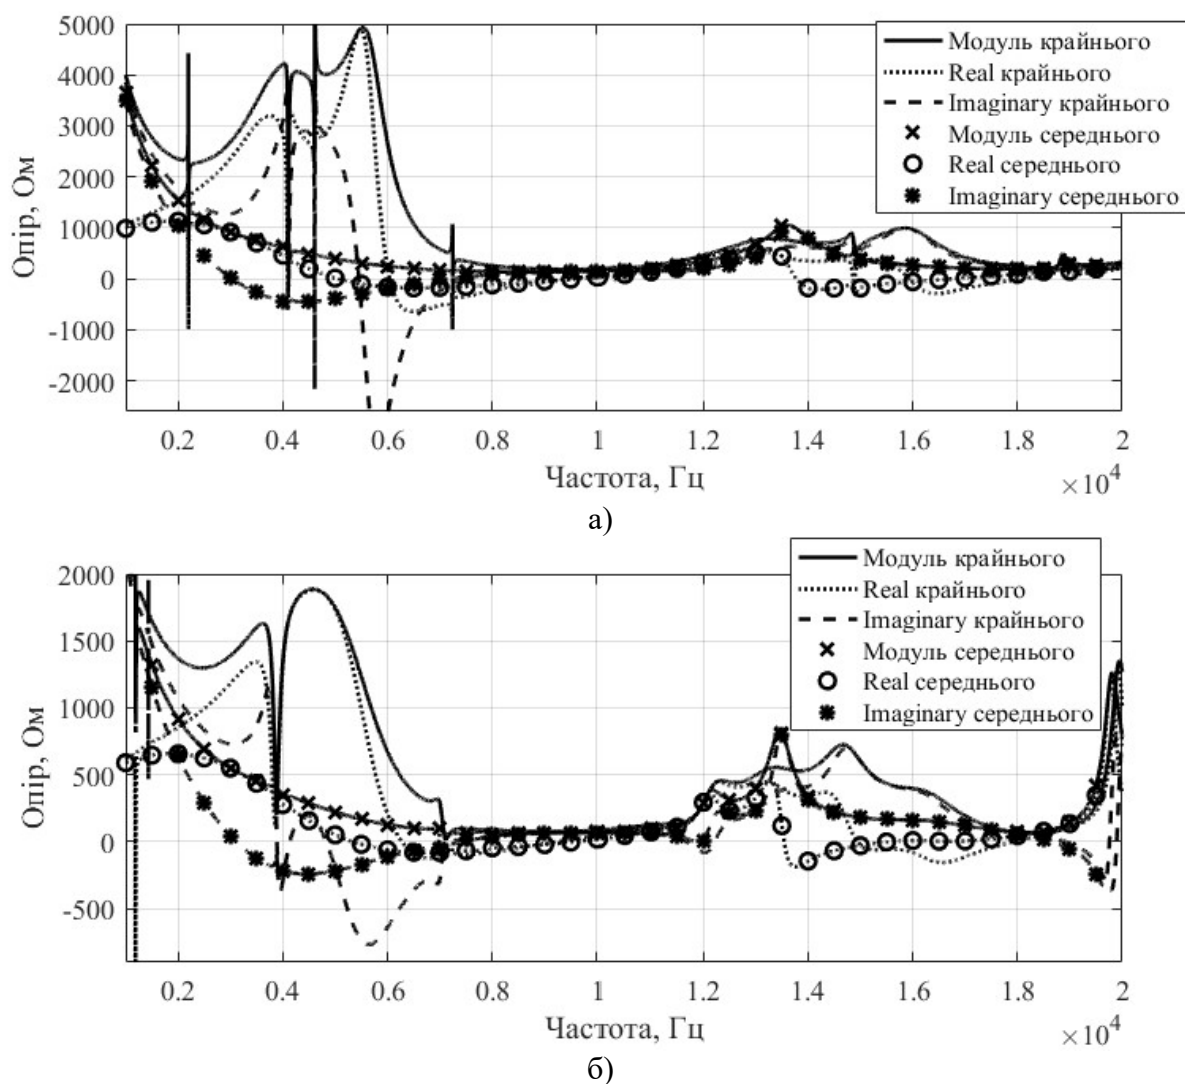 5000
4000
3000
2000
1000
0
-1000
-2000
Опір, Ом
Модуль крайнього
Real крайнього
Imaginary крайнього
Модуль середнього
Real середнього
Imaginary середнього
0.2 0.4 0.6 0.8 1 1.2 1.4 1.6 1.8 2
Частота, Гц
×10⁴
а)
2000
1500
1000
500
0
-500
Опір, Ом
Модуль крайнього
Real крайнього
Imaginary крайнього
Модуль середнього
Real середнього
Imaginary середнього
0.2 0.4 0.6 0.8 1 1.2 1.4 1.6 1.8 2
Частота, Гц
×10⁴
б)